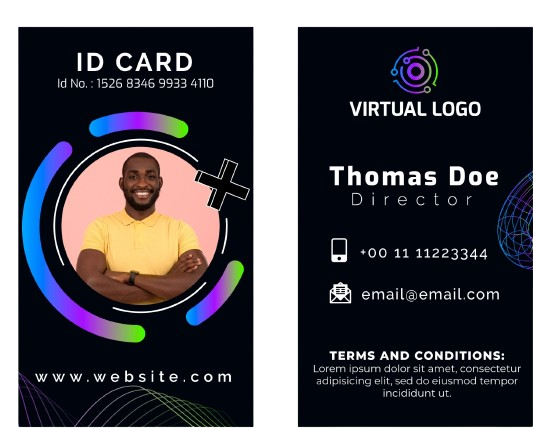 ID CARD
Id No. : 1526 8346 9933 4110
www.website.com
VIRTUAL LOGO
Thomas Doe
Director
+00 11 11223344
email@email.com
TERMS AND CONDITIONS:
Lorem ipsum dolor sit amet, consectetur
adipisicing elit, sed do eiusmod tempor
incididunt ut.